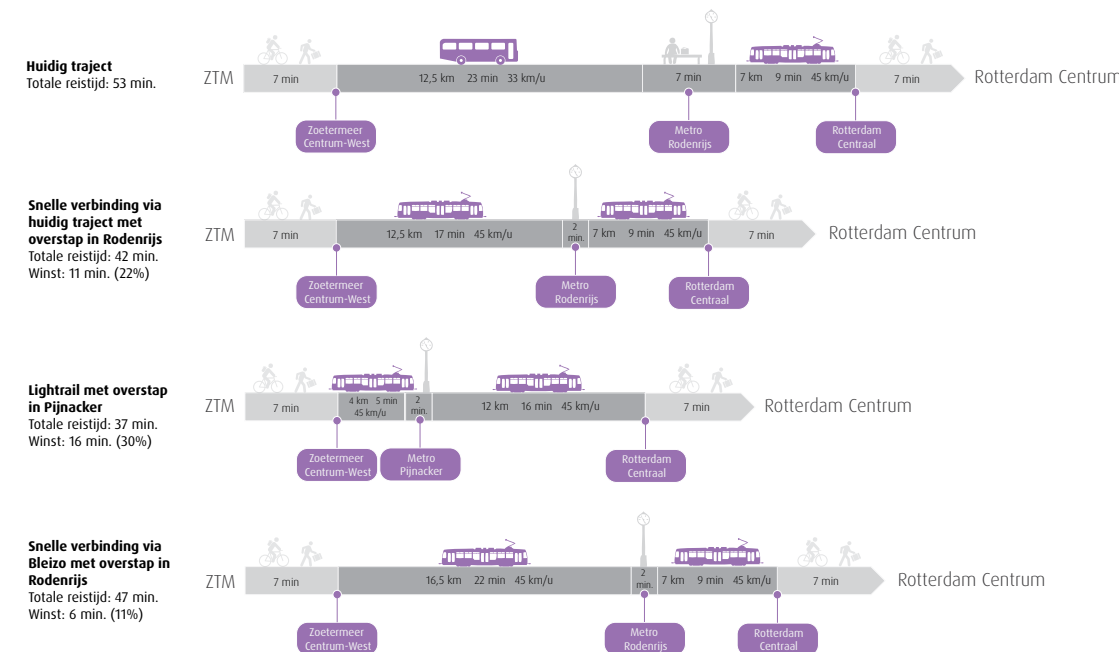 Huidig traject
Totale reistijd: 53 min.
ZTM
7 min
12,5 km 23 min 33 km/u
7 min
7 km 9 min 45 km/u
7 min
Rotterdam Centrum
Zoetermeer
Centrum-West
Metro
Rodenrijs
Rotterdam
Centraal
Snelle verbinding via
huidig traject met
overstap in Rodenrijs
Totale reistijd: 42 min.
Winst: 11 min. (22%)
ZTM
7 min
12,5 km 17 min 45 km/u
2
min.
7 km 9 min 45 km/u
7 min
Rotterdam Centrum
Zoetermeer
Centrum-West
Metro
Rodenrijs
Rotterdam
Centraal
Lightrail met overstap
in Pijnacker
Totale reistijd: 37 min.
Winst: 16 min. (30%)
ZTM
7 min
4 km 5 min
45 km/u
2
min.
12 km 16 min 45 km/u
7 min
Rotterdam Centrum
Zoetermeer
Centrum-West
Metro
Pijnacker
Rotterdam
Centraal
Snelle verbinding via
Bleizo met overstap in
Rodenrijs
Totale reistijd: 47 min.
Winst: 6 min. (11%)
ZTM
7 min
16,5 km 22 min 45 km/u
2
min.
7 km 9 min 45 km/u
7 min
Rotterdam Centrum
Zoetermeer
Centrum-West
Metro
Rodenrijs
Rotterdam
Centraal